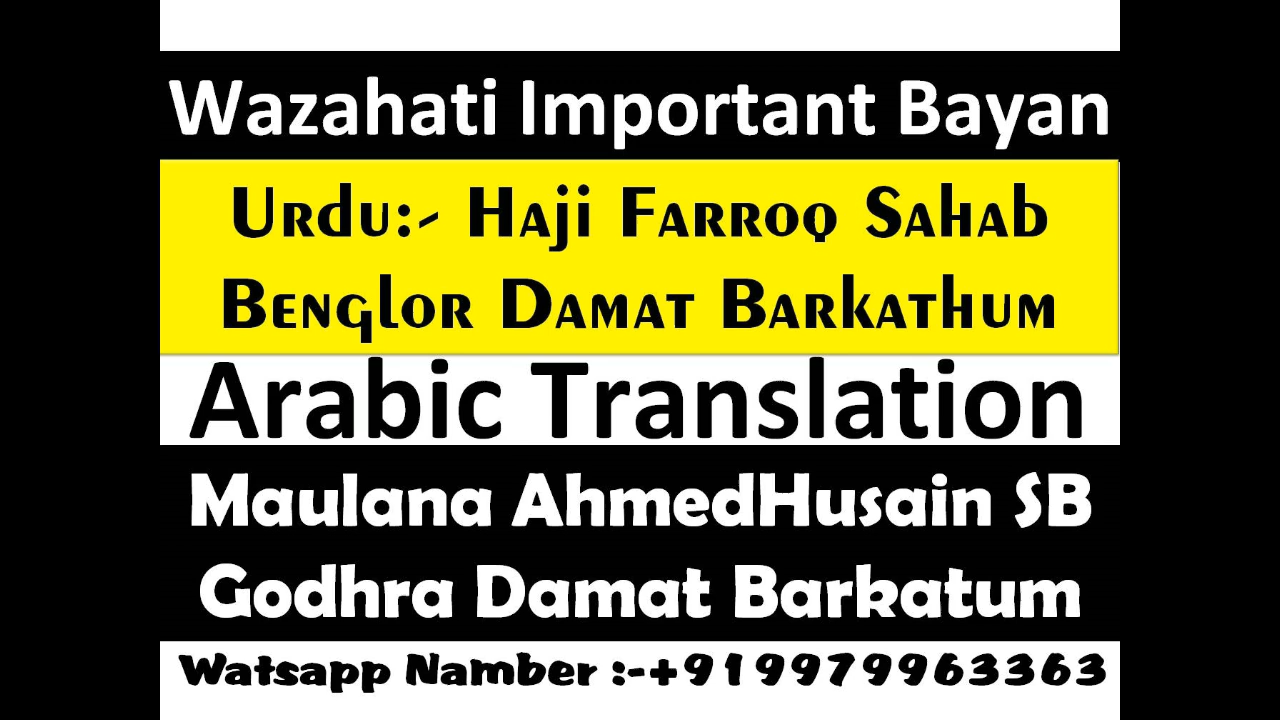 Wazahati Important Bayan
Urdu:- Haji Farroq Sahab
Benglor Damat Barkathum
Arabic Translation
Maulana AhmedHusain SB
Godhra Damat Barkatum
Watsapp Namber :-+919979963363